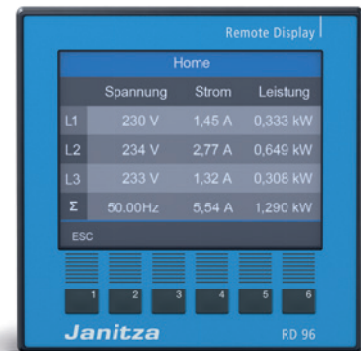 Remote Display
Home
Spannung Strom Leistung
L1 230 V 1,45 A 0,333 kW
L2 234 V 2,77 A 0,649 kW
L3 233 V 1,32 A 0,308 kW
Σ 50.00Hz 5,54 A 1,290 kW
ESC
1 2 3 4 5 6
Janitza RD 96